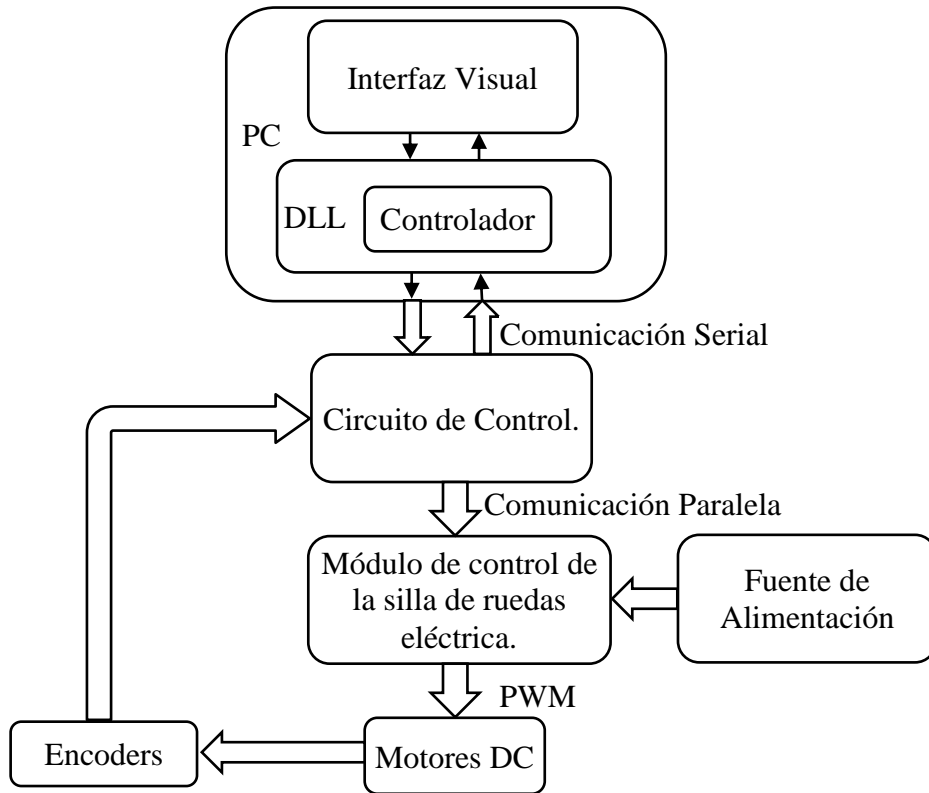 Interfaz Visual
PC
DLL
Controlador
Comunicación Serial
Circuito de Control.
Comunicación Paralela
Módulo de control de
la silla de ruedas
eléctrica.
Fuente de
Alimentación
PWM
Encoders
Motores DC